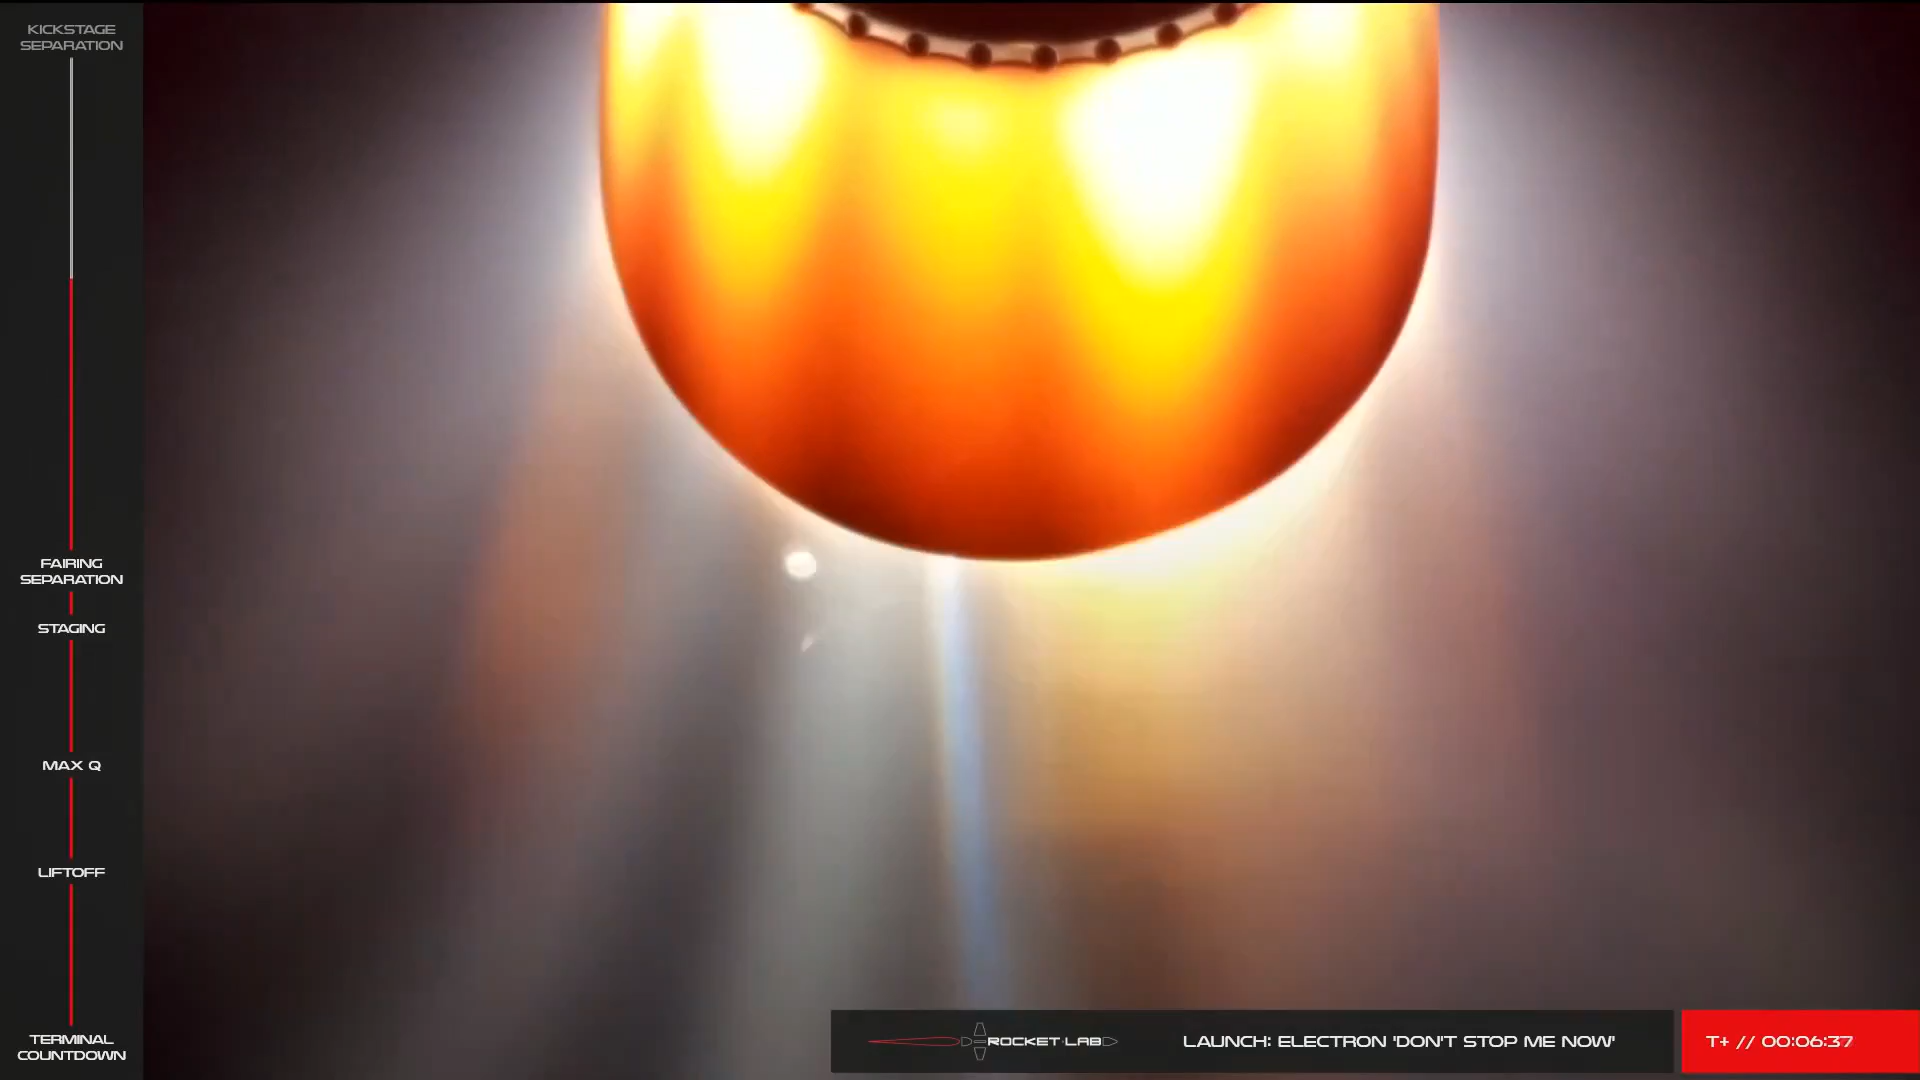 KICKSTAGE
SEPARATION
FAIRING
SEPARATION
STAGING
MAX Q
LIFTOFF
TERMINAL
COUNTDOWN
ROCKET LAB
LAUNCH: ELECTRON 'DON'T STOP ME NOW'
T+ // 00:06:37